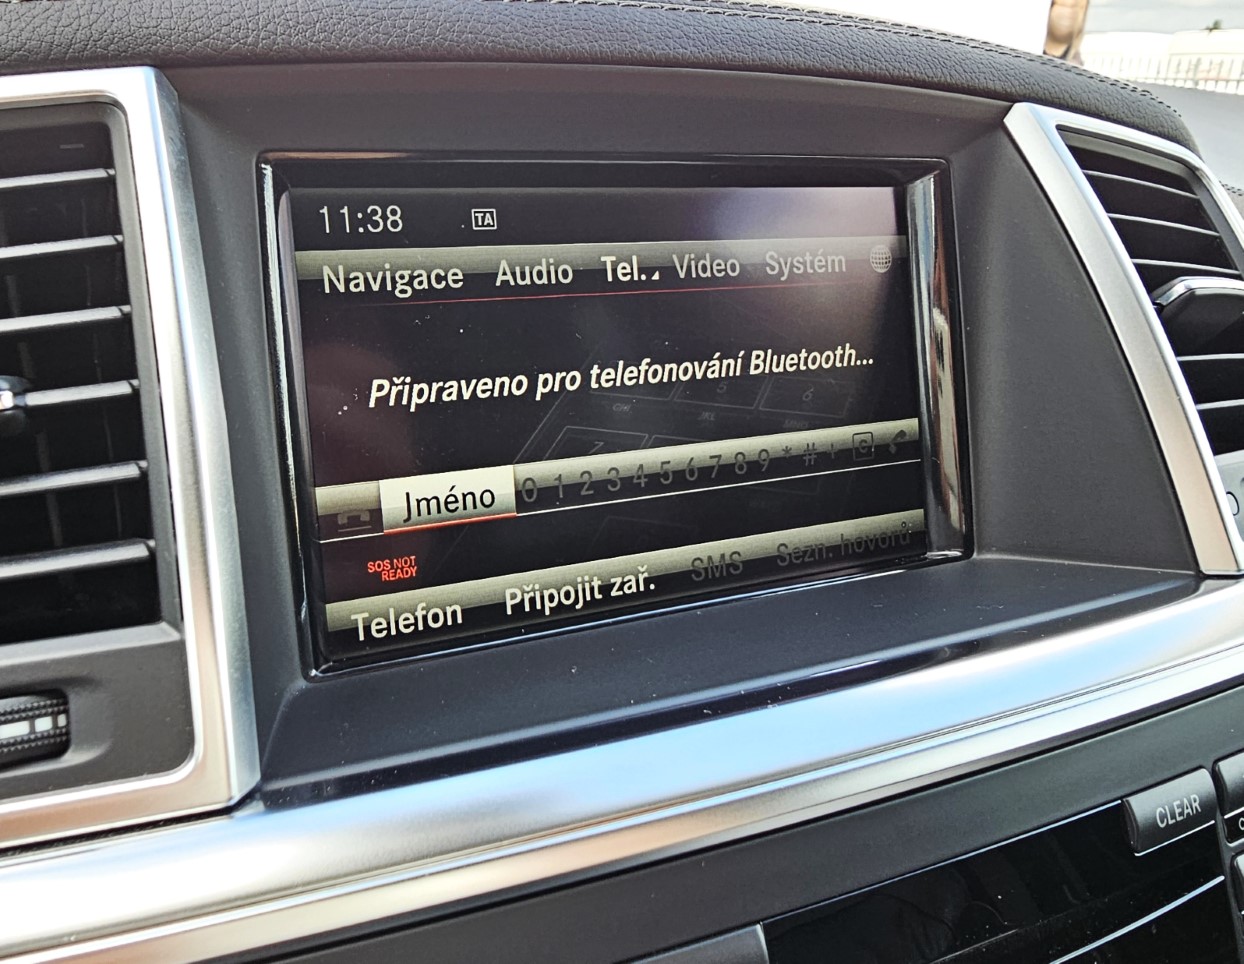 11:38 TA
Navigace Audio Tel. Video Systém
Připraveno pro telefonování Bluetooth...
Jméno 0 1 2 3 4 5 6 7 8 9 * # + C
SOS NOT
READY
Telefon Připojit zař. SMS Sezn. hovorů
CLEAR